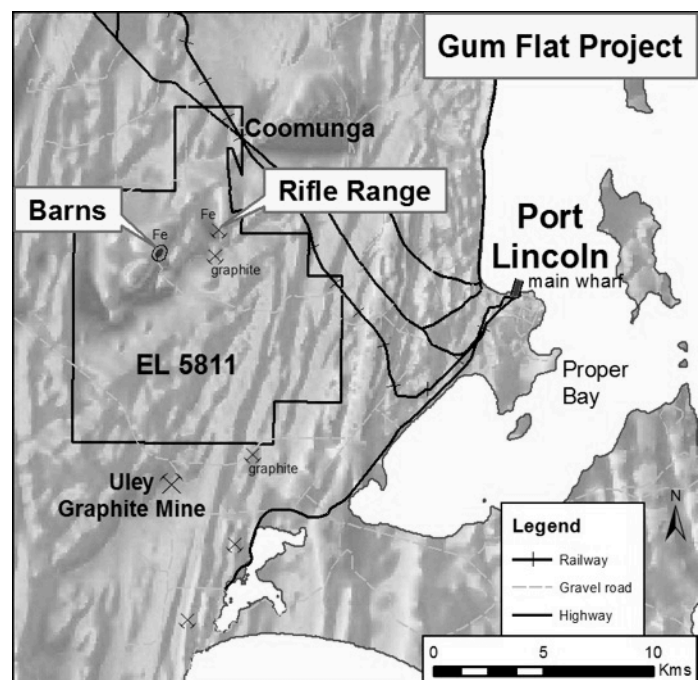 Gum Flat Project
Coomunga
Rifle Range
Barns
Fe
Fe
graphite
Port
Lincoln
main wharf
EL 5811
Proper
Bay
graphite
Uley
Graphite Mine
N
Legend
Railway
Gravel road
Highway
0 5 10
Kms